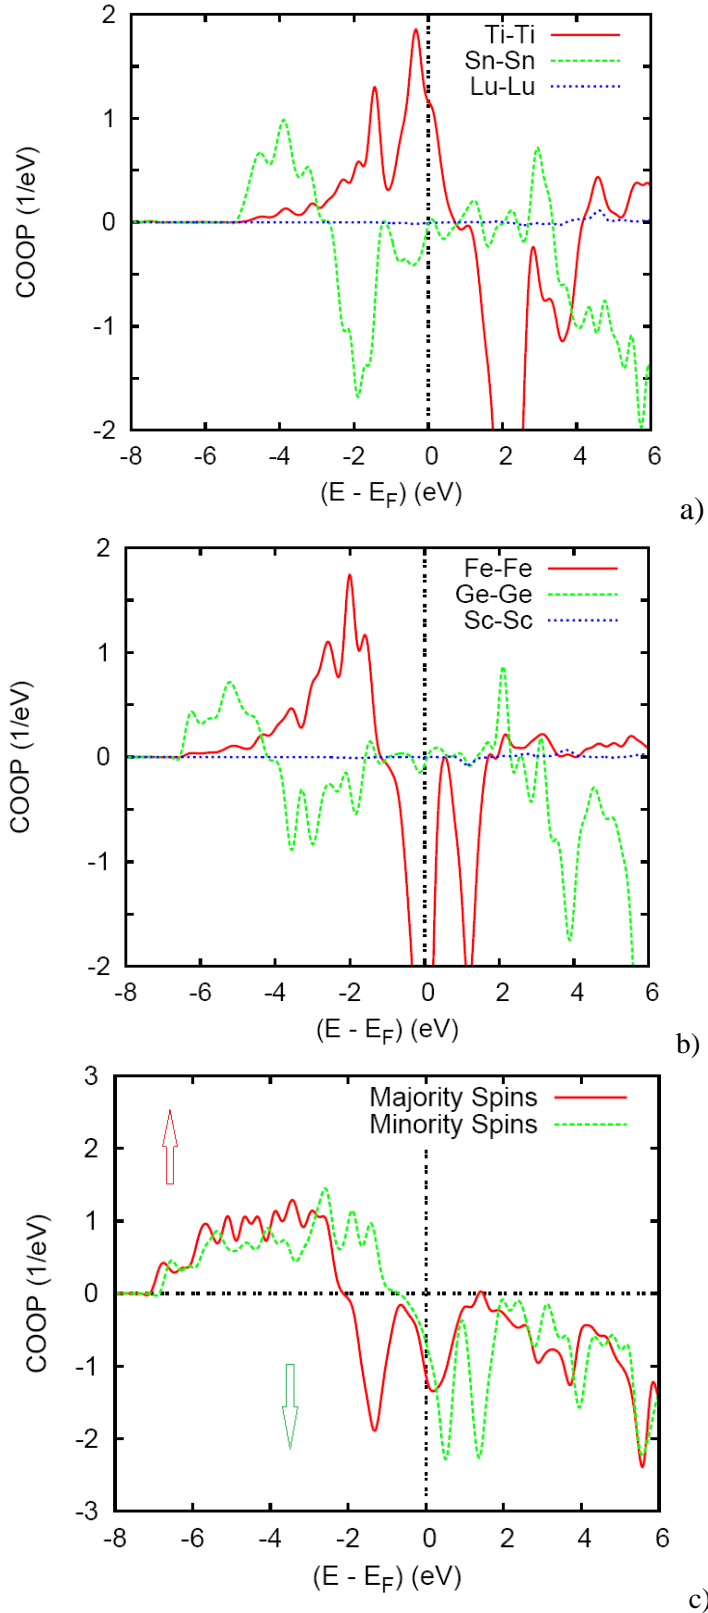 2
1
0
-1
-2
COOP (1/eV)
Ti-Ti
Sn-Sn
Lu-Lu
-8 -6 -4 -2 0 2 4 6
(E - EF) (eV)
a)
2
1
0
-1
-2
COOP (1/eV)
Fe-Fe
Ge-Ge
Sc-Sc
-8 -6 -4 -2 0 2 4 6
(E - EF) (eV)
b)
3
2
1
0
-1
-2
-3
COOP (1/eV)
Majority Spins
Minority Spins
-8 -6 -4 -2 0 2 4 6
(E - EF) (eV)
c)